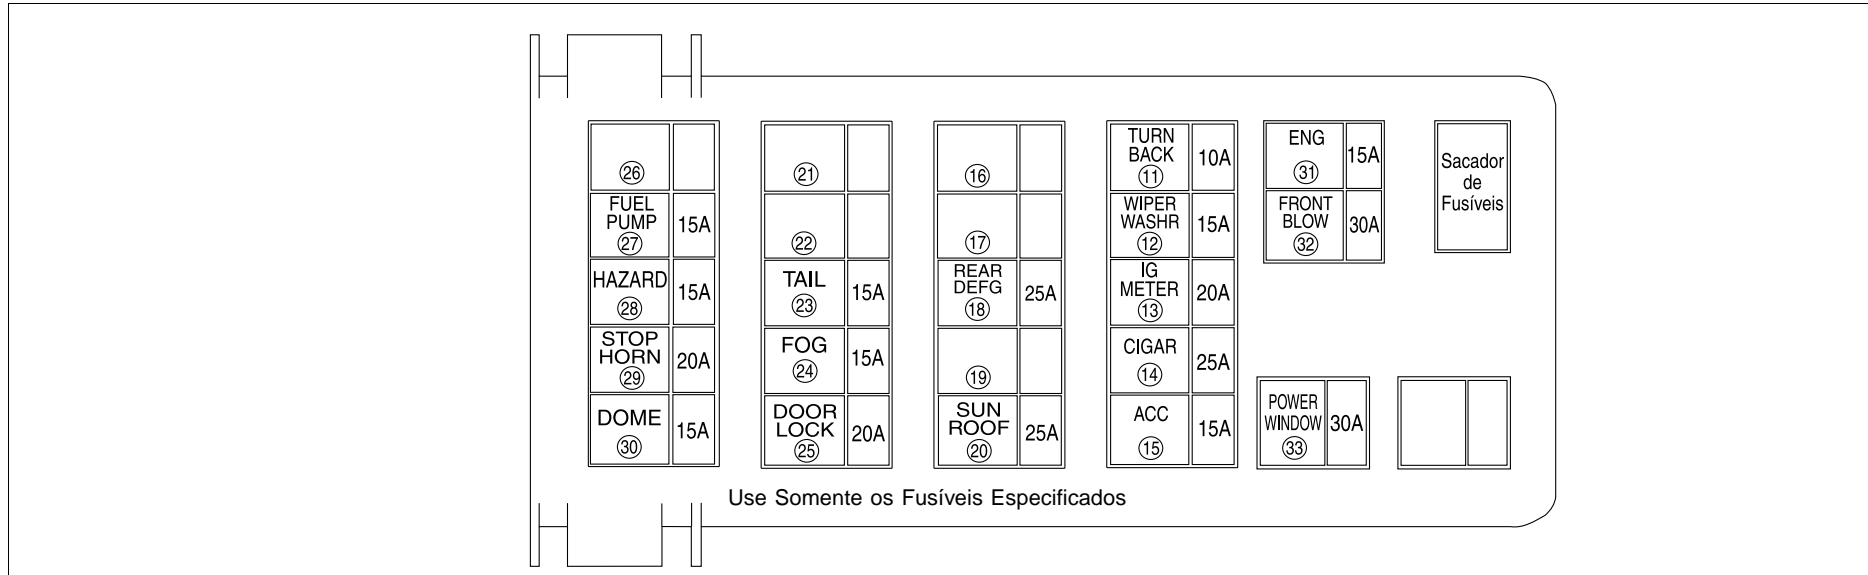 26
FUEL
PUMP
27
15A
HAZARD
28
15A
STOP
HORN
29
20A
DOME
30
15A
21
22
TAIL
23
15A
FOG
24
15A
DOOR
LOCK
25
20A
16
17
REAR
DEFG
18
25A
19
SUN
ROOF
20
25A
TURN
BACK
11
10A
WIPER
WASHR
12
15A
IG
METER
13
20A
CIGAR
14
25A
ACC
15
15A
ENG
31
15A
FRONT
BLOW
32
30A
POWER
WINDOW
33
30A
Sacador
de
Fusíveis
Use Somente os Fusíveis Especificados